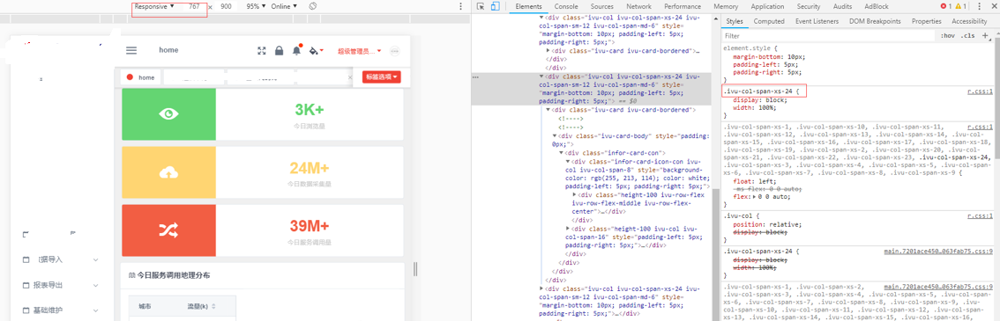 Responsive ▼ 767 × 900 95% ▼ Online ▼
home
超级管理员...
home
标签选项
3K+
今日浏览量
24M+
今日数据采集量
39M+
今日服务调用量
今日服务调用地理分布
城市 流量(k)
据导入
报表导出
基础维护
Elements Console Sources Network Performance Memory Application Security Audits AdBlock 1 1
<div class="ivu-col ivu-col-span-xs-24 ivu-col-
span-sm-12 ivu-col-span-md-6" style=
"margin-bottom: 10px; padding-left: 5px;
padding-right: 5px;">
<div class="ivu-card ivu-card-bordered">…
</div>
</div>
<div class="ivu-col ivu-col-span-xs-24 ivu-
col-span-sm-12 ivu-col-span-md-6" style=
"margin-bottom: 10px; padding-left: 5px;
padding-right: 5px;"> == $0
<div class="ivu-card ivu-card-bordered">
<!---->
<!---->
<div class="ivu-card-body" style="padding:
0px;">
<div class="infor-card-con">
<div class="infor-card-icon-con ivu-
col ivu-col-span-8" style="background-
color: rgb(255, 213, 114); color: white;
padding-left: 5px; padding-right: 5px;">
<div class="height-100 ivu-row-flex
ivu-row-flex-middle ivu-row-flex-
center">…</div>
</div>
<div class="height-100 ivu-col ivu-
col-span-16" style="padding-left: 5px;
padding-right: 5px;">…</div>
</div>
</div>
</div>
</div>
<div class="ivu-col ivu-col-span-xs-24 ivu-
col-span-sm-12 ivu-col-span-md-6" style=
"margin-bottom: 10px; padding-left: 5px;
padding-right: 5px;">…</div>
Styles Computed Event Listeners DOM Breakpoints Properties Accessibility
Filter :hov .cls +
element.style {
margin-bottom: 10px;
padding-left: 5px;
padding-right: 5px;
}
.ivu-col-span-xs-24 { r.css:1
display: block;
width: 100%;
}
.ivu-col-span-xs-1, .ivu-col-span-xs-10, .ivu-col-span-xs-11, r.css:1
.ivu-col-span-xs-12, .ivu-col-span-xs-13, .ivu-col-span-xs-14, .ivu-col-
span-xs-15, .ivu-col-span-xs-16, .ivu-col-span-xs-17, .ivu-col-span-xs-18,
.ivu-col-span-xs-19, .ivu-col-span-xs-2, .ivu-col-span-xs-20, .ivu-col-
span-xs-21, .ivu-col-span-xs-22, .ivu-col-span-xs-23, .ivu-col-span-xs-24,
.ivu-col-span-xs-3, .ivu-col-span-xs-4, .ivu-col-span-xs-5, .ivu-col-span-
xs-6, .ivu-col-span-xs-7, .ivu-col-span-xs-8, .ivu-col-span-xs-9 {
float: left;
-ms-flex: 0 0 auto;
flex: 0 0 auto;
}
.ivu-col { r.css:1
position: relative;
display: block;
}
.ivu-col-span-xs-24 { main.7201ace450…063fab75.css:9
display: block;
width: 100%;
}
.ivu-col-span-xs-1, .ivu-col-span-xs-2, main.7201ace450…063fab75.css:9
.ivu-col-span-xs-3, .ivu-col-span-xs-4, .ivu-col-span-xs-5, .ivu-col-span-
xs-6, .ivu-col-span-xs-7, .ivu-col-span-xs-8, .ivu-col-span-xs-9, .ivu-
col-span-xs-10, .ivu-col-span-xs-11, .ivu-col-span-xs-12, .ivu-col-span-
xs-13, .ivu-col-span-xs-14, .ivu-col-span-xs-15, .ivu-col-span-xs-16,